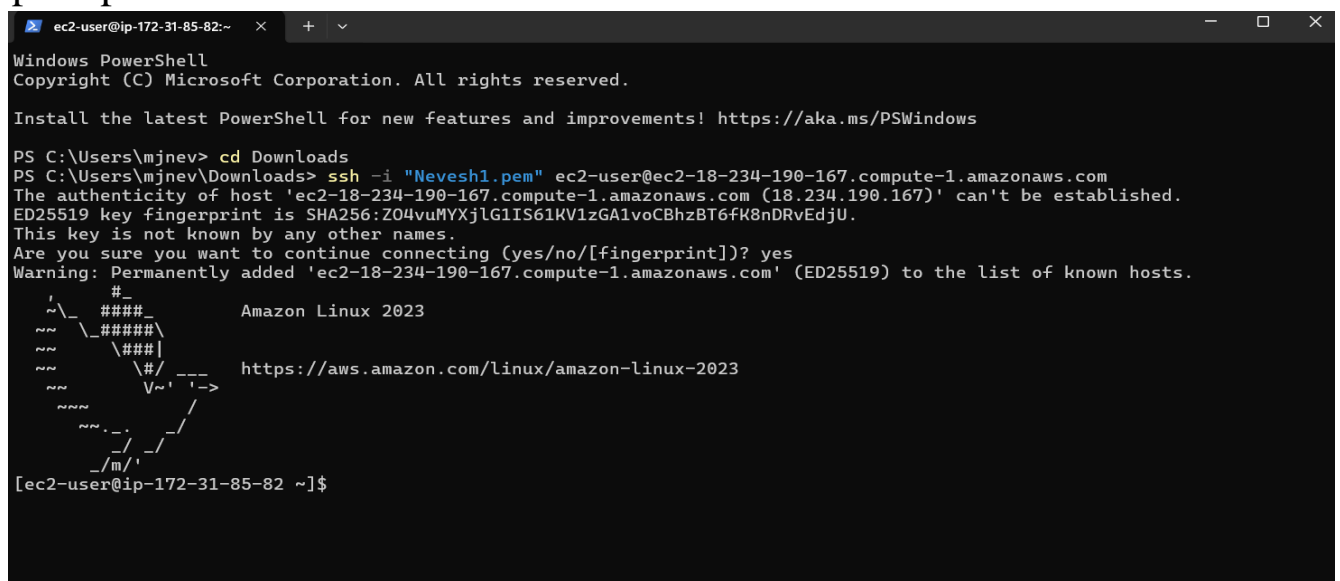 ec2-user@ip-172-31-85-82:~
Windows PowerShell
Copyright (C) Microsoft Corporation. All rights reserved.
Install the latest PowerShell for new features and improvements! https://aka.ms/PSWindows
PS C:\Users\mjnev> cd Downloads
PS C:\Users\mjnev\Downloads> ssh -i "Nevesh1.pem" ec2-user@ec2-18-234-190-167.compute-1.amazonaws.com
The authenticity of host 'ec2-18-234-190-167.compute-1.amazonaws.com (18.234.190.167)' can't be established.
ED25519 key fingerprint is SHA256:ZO4vuMYXjlG1IS61KV1zGA1voCBhzBT6fK8nDRvEdjU.
This key is not known by any other names.
Are you sure you want to continue connecting (yes/no/[fingerprint])? yes
Warning: Permanently added 'ec2-18-234-190-167.compute-1.amazonaws.com' (ED25519) to the list of known hosts.
   ,     #_
   ~\_  ####_        Amazon Linux 2023
  ~~  \_#####\
  ~~     \###|
  ~~       \#/ ___   https://aws.amazon.com/linux/amazon-linux-2023
   ~~       V~' '->
    ~~~         /
      ~~._.   _/
         _/ _/
       _/m/'
[ec2-user@ip-172-31-85-82 ~]$